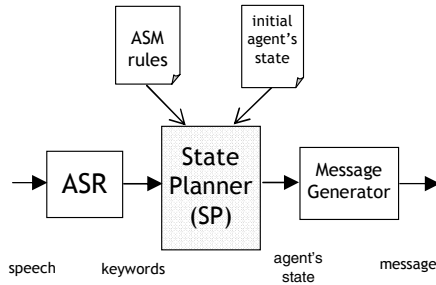 ASM
rules
initial
agent's
state
ASR
State
Planner
(SP)
Message
Generator
speech
keywords
agent's
state
message